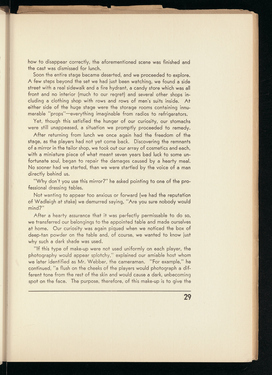 how to disappear correctly, the aforementioned scene was finished and
the cast was dismissed for lunch.
Soon the entire stage became deserted, and we proceeded to explore.
A few steps beyond the set we had just been watching, we found a side
street with a real sidewalk and a fire hydrant, a candy store which was all
front and no interior (much to our regret) and several other shops in-
cluding a clothing shop with rows and rows of men's suits inside. At
either side of the huge stage were the storage rooms containing innu-
merable "props"—everything imaginable from radios to refrigerators.
Yet, though this satisfied the hunger of our curiosity, our stomachs
were still unappeased, a situation we promptly proceeded to remedy.
After returning from lunch we once again had the freedom of the
stage, as the players had not yet come back. Discovering the remnants
of a mirror in the tailor shop, we took out our array of cosmetics and each,
with a miniature piece of what meant seven years bad luck to some un-
fortunate soul, began to repair the damages caused by a hearty meal.
No sooner had we started, than we were startled by the voice of a man
directly behind us.
"Why don't you use this mirror?" he asked pointing to one of the pro-
fessional dressing tables.
Not wanting to appear too anxious or forward (we had the reputation
of Wadleigh at stake) we demurred saying, "Are you sure nobody would
mind?"
After a hearty assurance that it was perfectly permissible to do so,
we transferred our belongings to the appointed table and made ourselves
at home. Our curiosity was again piqued when we noticed the box of
deep-tan powder on the table and, of course, we wanted to know just
why such a dark shade was used.
"If this type of make-up were not used uniformly on each player, the
photography would appear splotchy," explained our amiable host whom
we later identified as Mr. Webber, the cameraman. "For example," he
continued, "a flush on the cheeks of the players would photograph a dif-
ferent tone from the rest of the skin and would cause a dark, unbecoming
spot on the face. The purpose, therefore, of this make-up is to give the
29